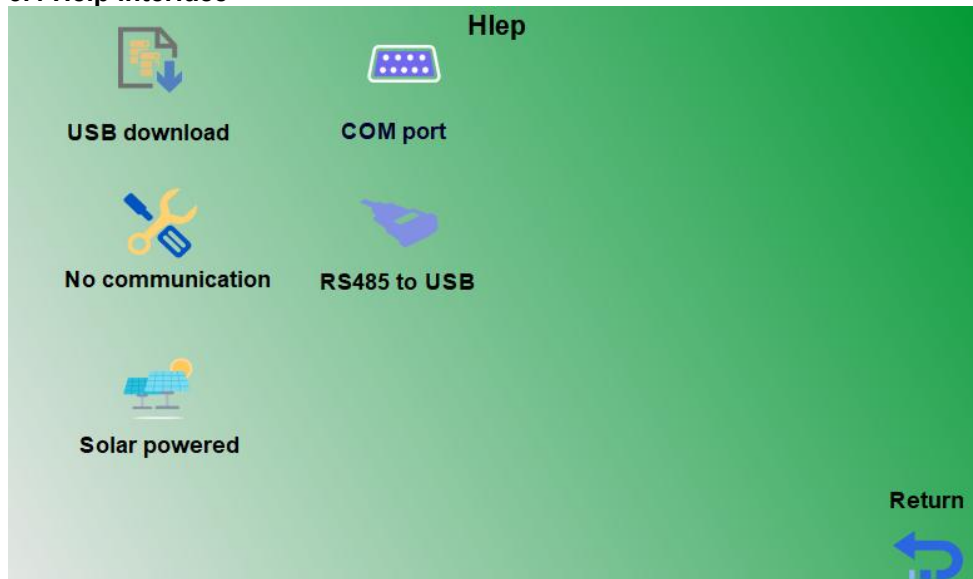 Hlep
USB download
COM port
No communication
RS485 to USB
Solar powered
Return